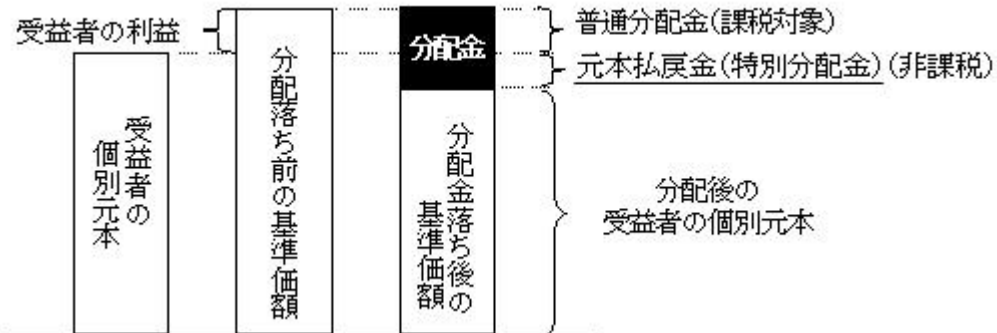 受益者の利益
受益者の
個別元本
分配落ち前の基準価額
分配金
分配金落ち後の
基準価額
普通分配金(課税対象)
元本払戻金(特別分配金)(非課税)
分配後の
受益者の個別元本